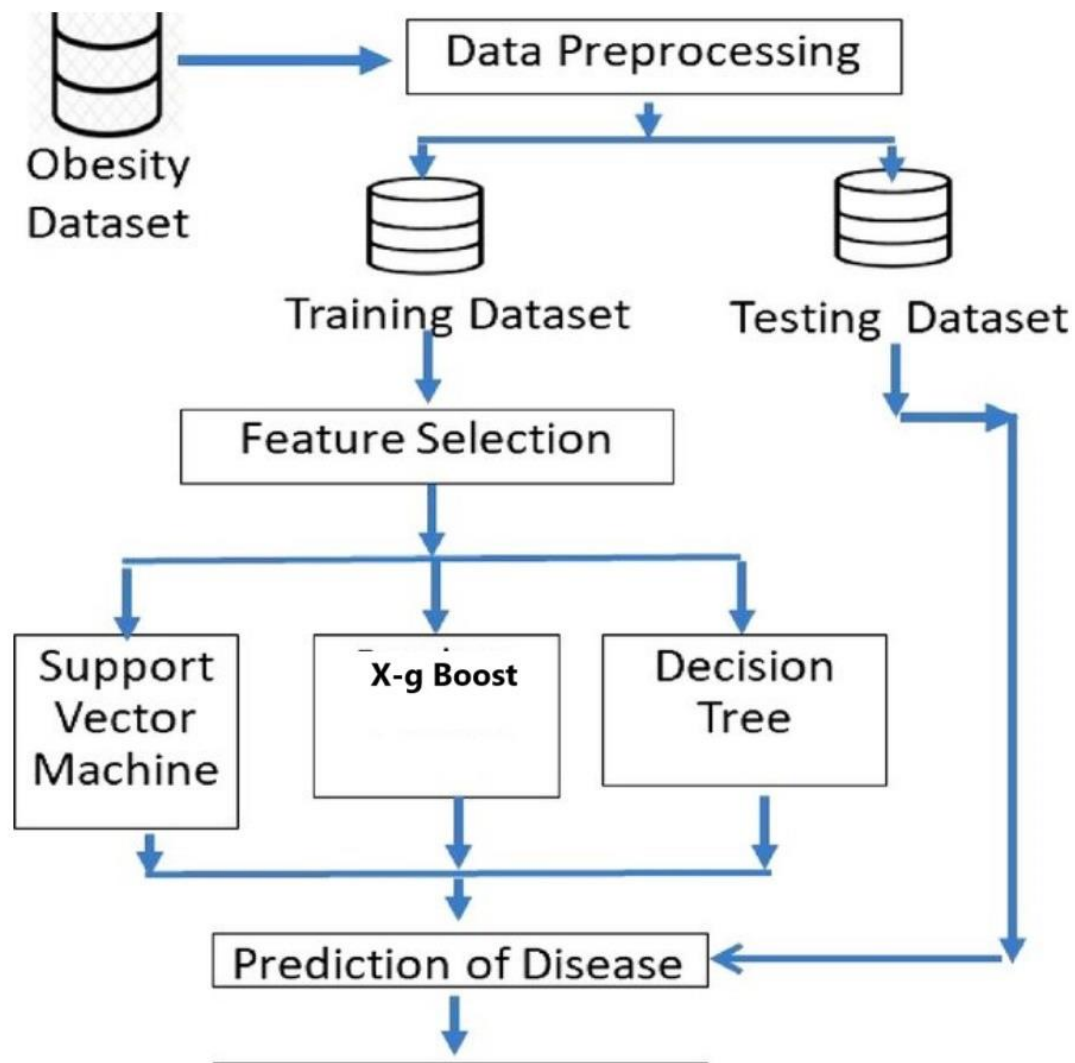 Data Preprocessing
Obesity
Dataset
Training Dataset
Testing Dataset
Feature Selection
Support
Vector
Machine
X-g Boost
Decision
Tree
Prediction of Disease